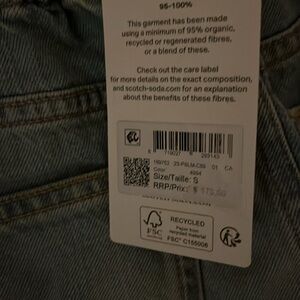 95-100%
This garment has been made
using a minimum of 95% organic,
recycled or regenerated fibres,
or a blend of these.
Check out the care label
for more details on the exact composition,
and scotch-soda.com for an explanation
about the benefits of these fibres.
Color
Size/Taille: S
RRP/Prix: $
RECYCLED
Paper from
recycled material
FSC
FSC® C155006